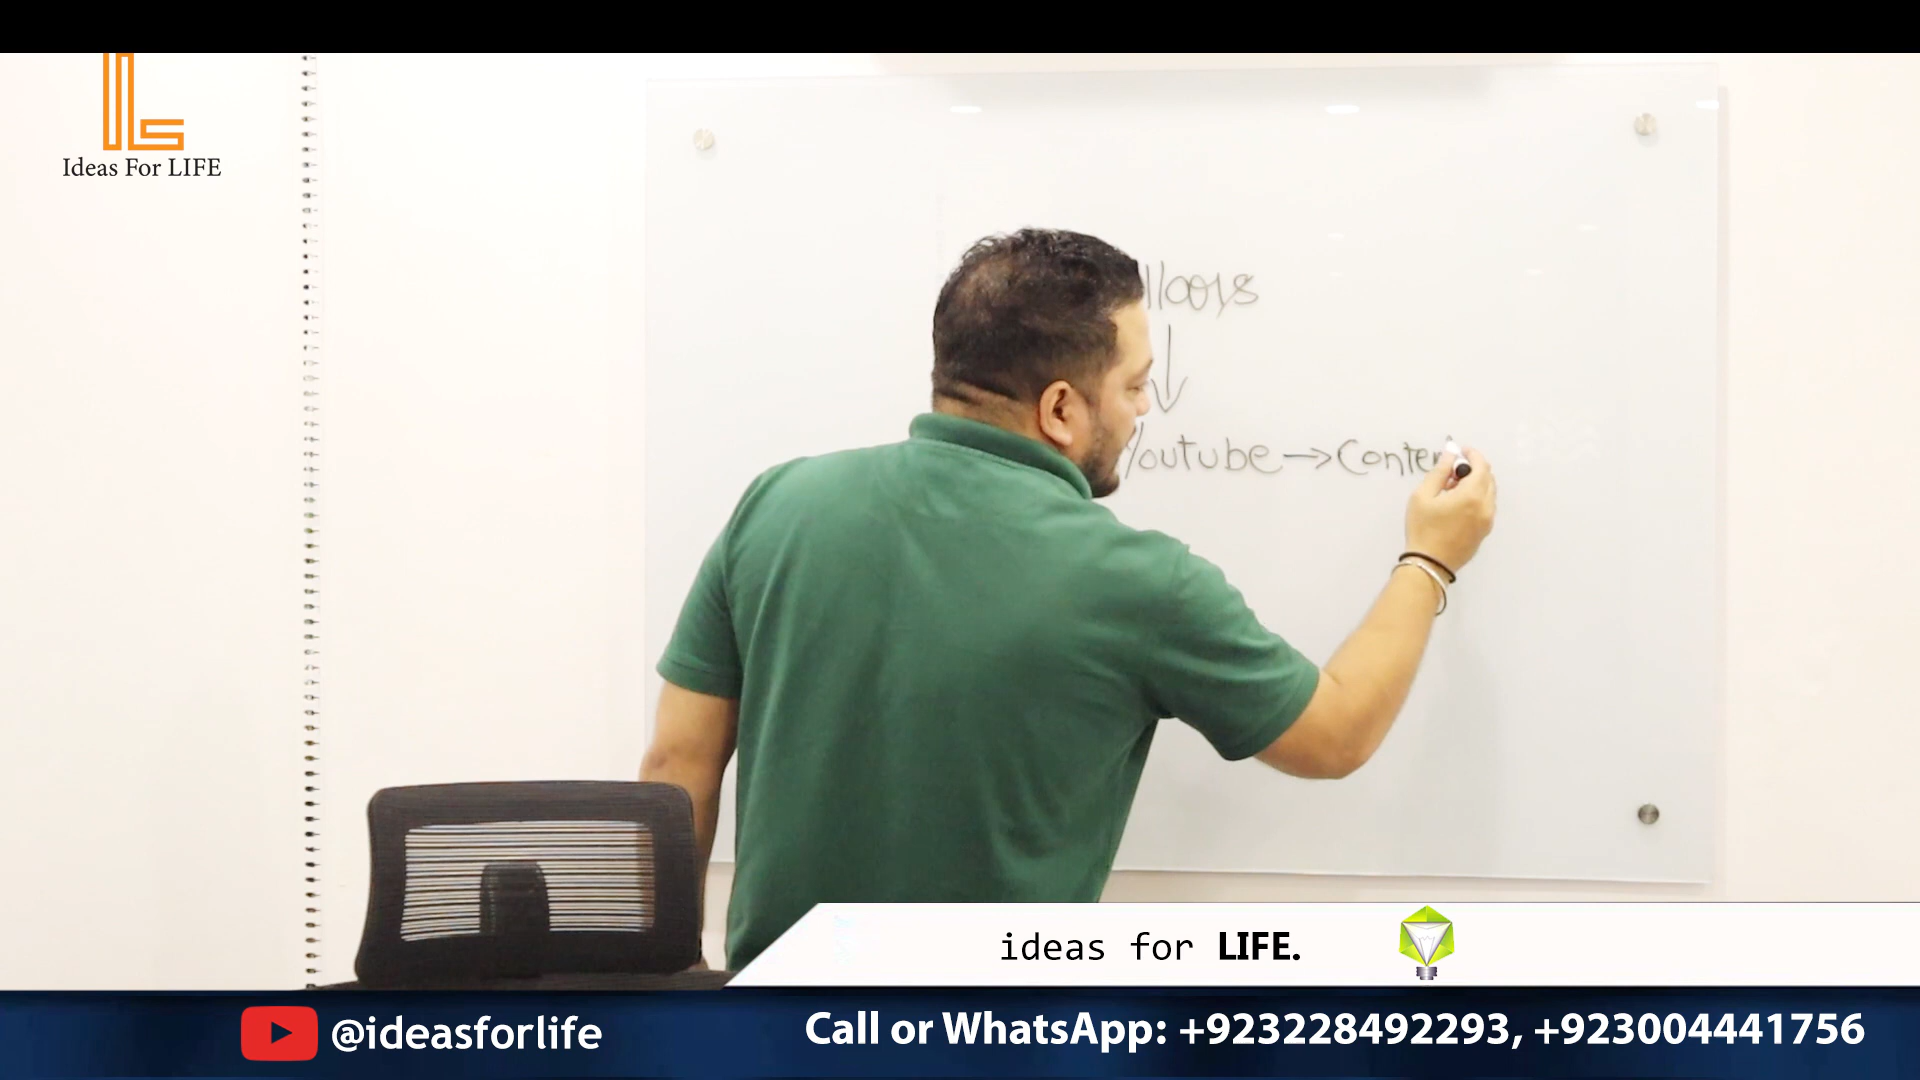 Ideas For LIFE
Youtube → Conten
ideas for LIFE.
@ideasforlife
Call or WhatsApp: +923228492293, +923004441756